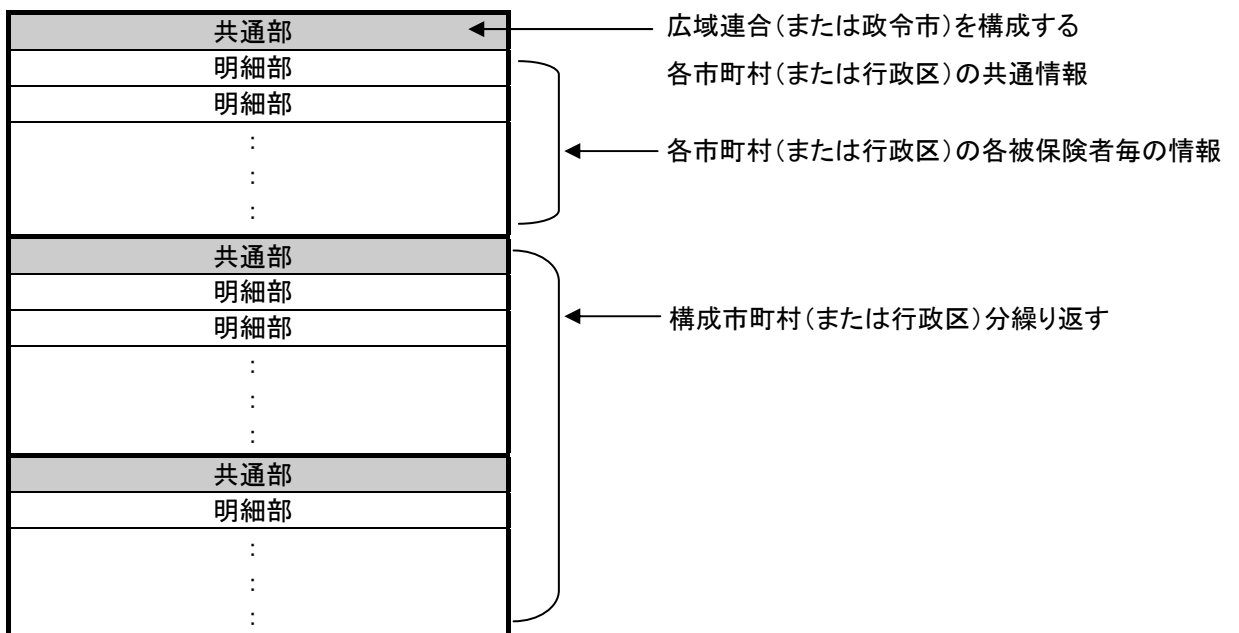 共通部
広域連合(または政令市)を構成する
明細部
各市町村(または行政区)の共通情報
明細部
:
各市町村(または行政区)の各被保険者毎の情報
:
:
共通部
明細部
明細部
構成市町村(または行政区)分繰り返す
:
:
:
共通部
明細部
:
:
: